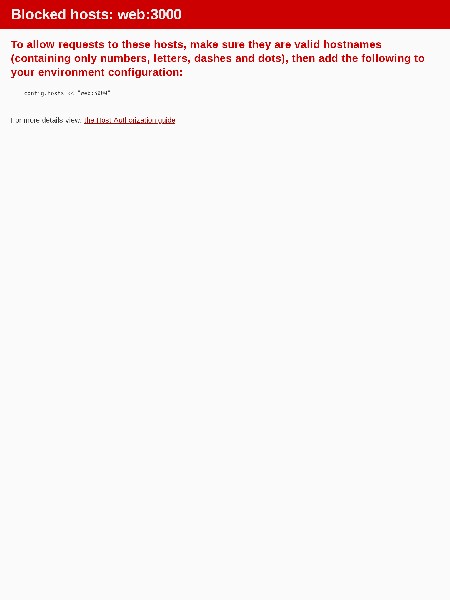 Blocked hosts: web:3000
To allow requests to these hosts, make sure they are valid hostnames
(containing only numbers, letters, dashes and dots), then add the following to
your environment configuration:
config.hosts << "web:3000"
For more details view: the Host Authorization guide